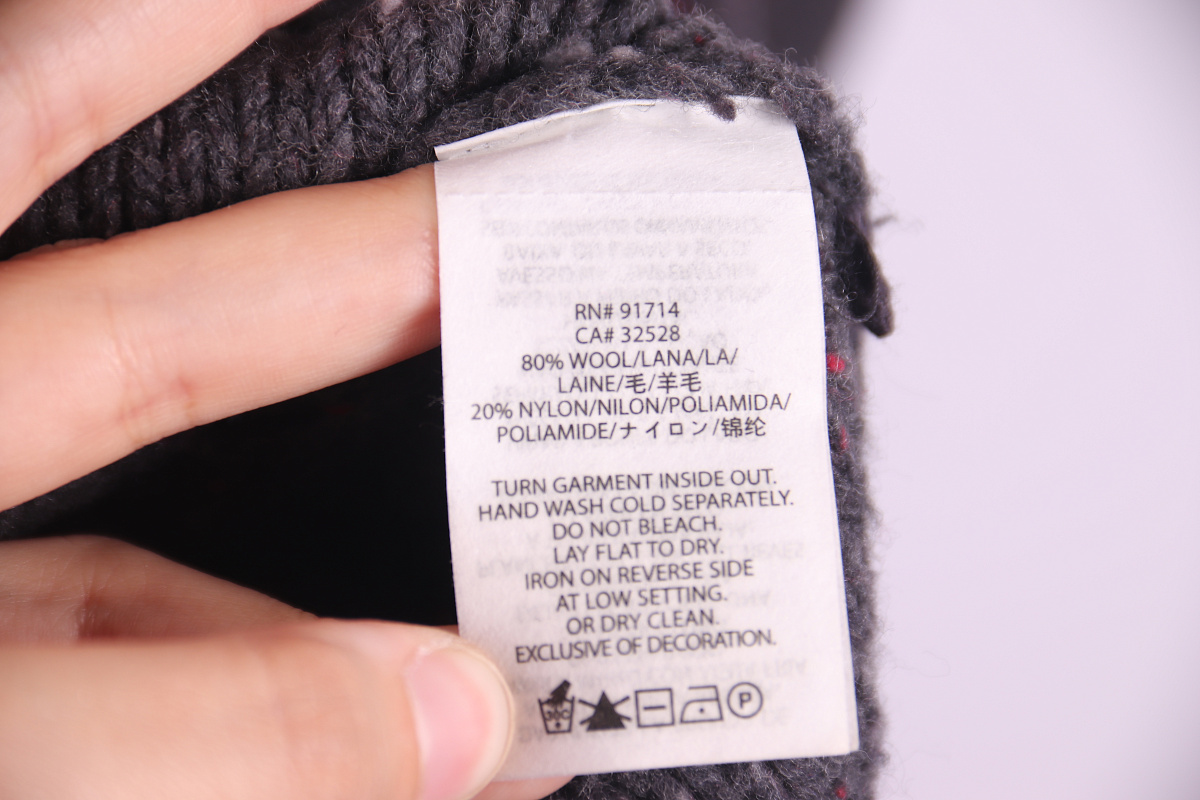 RN# 91714
CA# 32528
80% WOOL/LANA/LA/
LAINE/毛/羊毛
20% NYLON/NILON/POLIAMIDA/
POLIAMIDE/ナイロン/锦纶
TURN GARMENT INSIDE OUT.
HAND WASH COLD SEPARATELY.
DO NOT BLEACH.
LAY FLAT TO DRY.
IRON ON REVERSE SIDE
AT LOW SETTING.
OR DRY CLEAN.
EXCLUSIVE OF DECORATION.
30C P